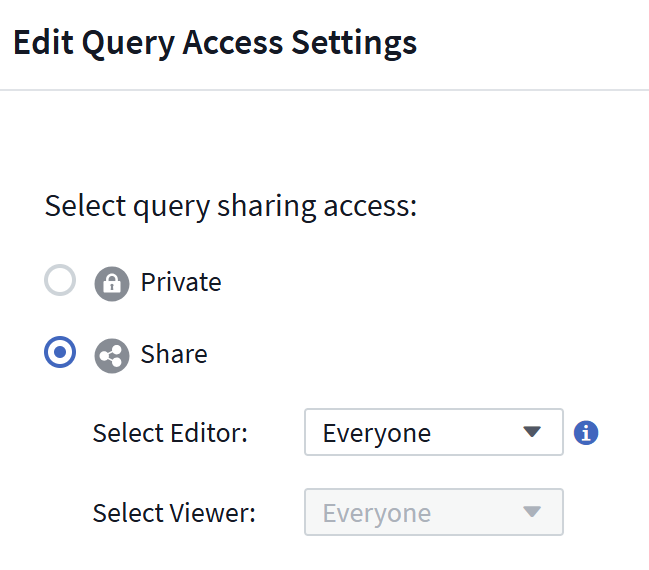 Edit Query Access Settings
Select query sharing access:
Private
Share
Select Editor: Everyone
Select Viewer: Everyone